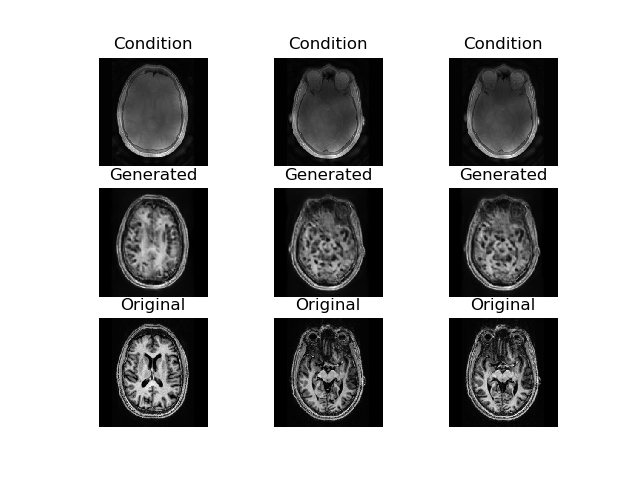 Condition Condition Condition
Generated Generated Generated
Original Original Original